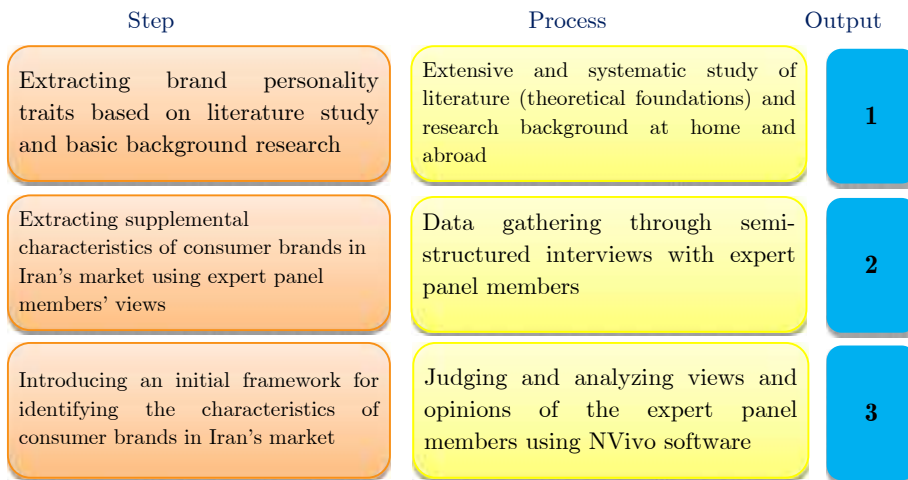 Step Process Output
Extracting brand personality
traits based on literature study
and basic background research
Extensive and systematic study of
literature (theoretical foundations) and
research background at home and
abroad
1
Extracting supplemental
characteristics of consumer brands in
Iran's market using expert panel
members' views
Data gathering through semi-
structured interviews with expert
panel members
2
Introducing an initial framework for
identifying the characteristics of
consumer brands in Iran's market
Judging and analyzing views and
opinions of the expert panel
members using NVivo software
3